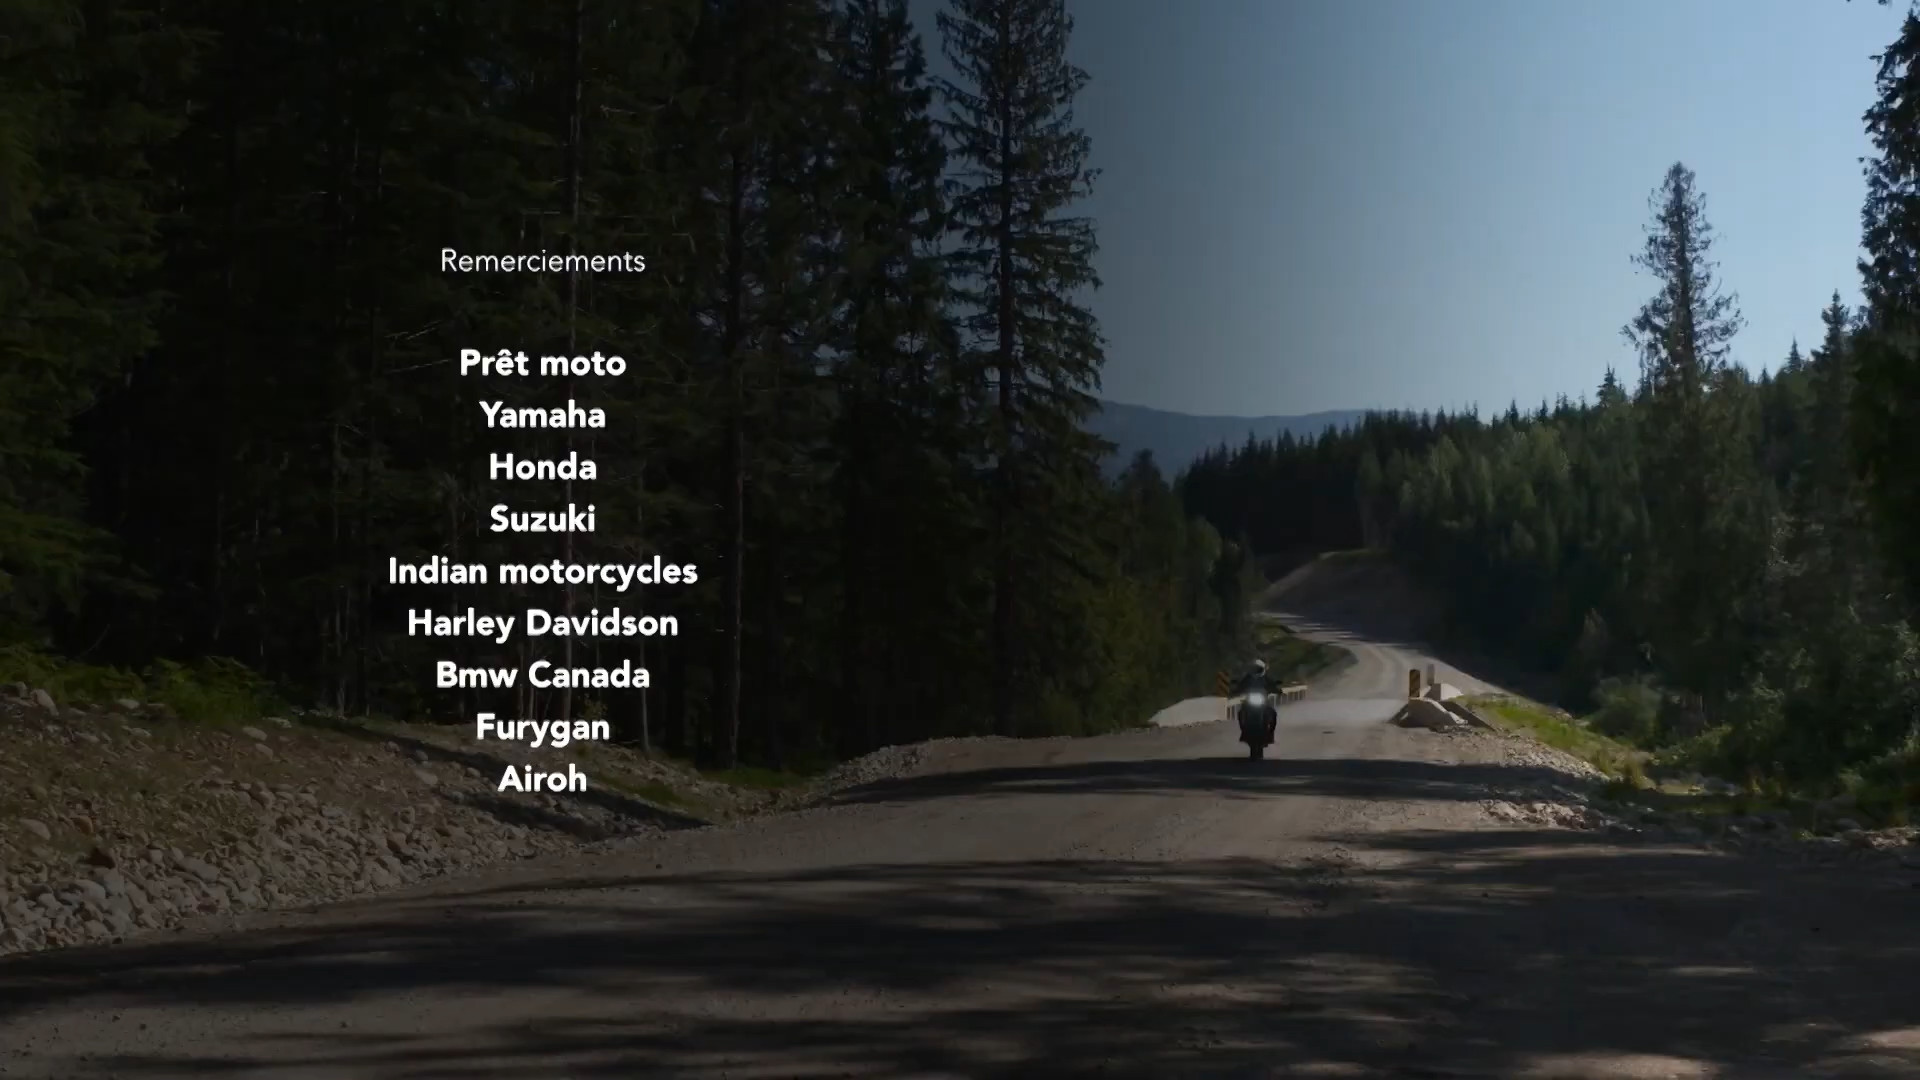 Remerciements
Prêt moto
Yamaha
Honda
Suzuki
Indian motorcycles
Harley Davidson
Bmw Canada
Furygan
Airoh